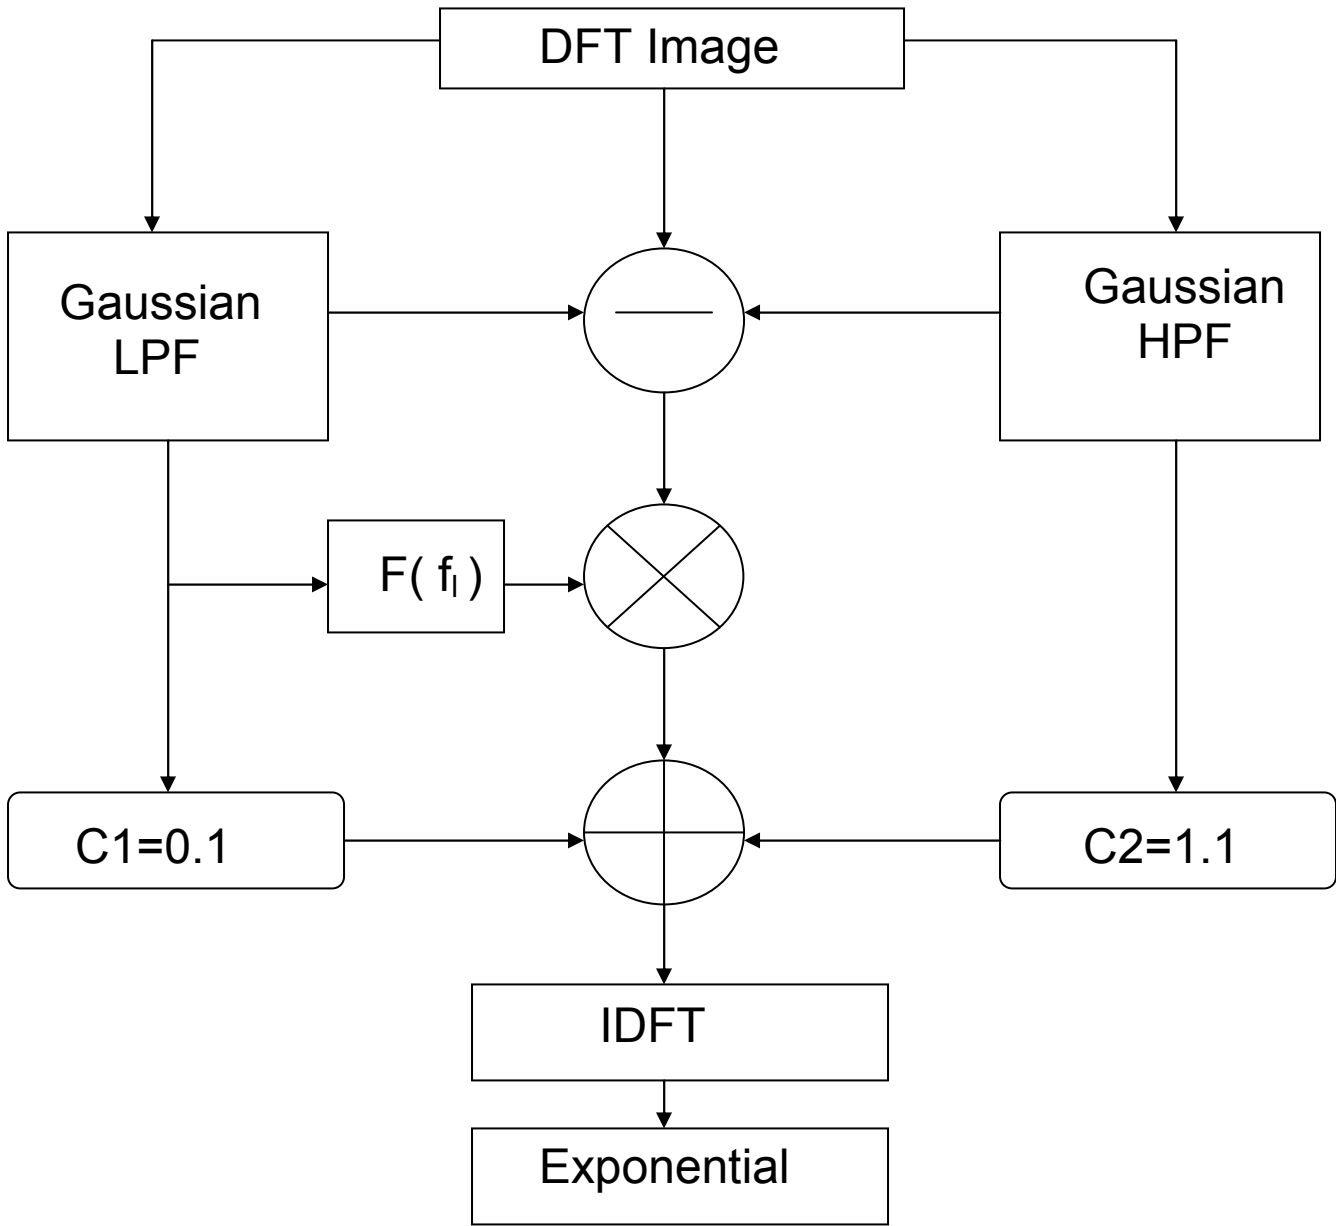 DFT Image
Gaussian
LPF
Gaussian
HPF
F( fₗ )
C1=0.1
C2=1.1
IDFT
Exponential